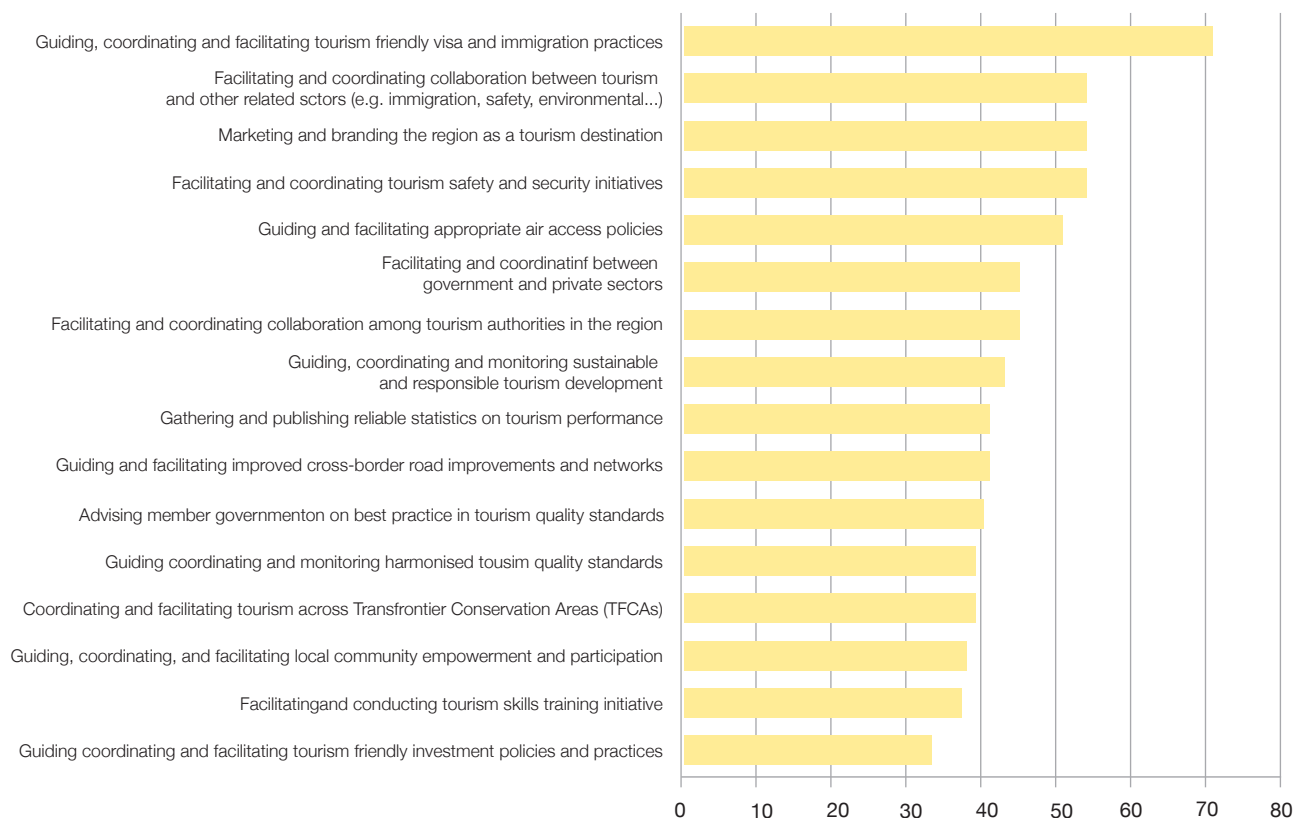 Guiding, coordinating and facilitating tourism friendly visa and immigration practices
Facilitating and coordinating collaboration between tourism
and other related sctors (e.g. immigration, safety, environmental...)
Marketing and branding the region as a tourism destination
Facilitating and coordinating tourism safety and security initiatives
Guiding and facilitating appropriate air access policies
Facilitating and coordinatinf between
government and private sectors
Facilitating and coordinating collaboration among tourism authorities in the region
Guiding, coordinating and monitoring sustainable
and responsible tourism development
Gathering and publishing reliable statistics on tourism performance
Guiding and facilitating improved cross-border road improvements and networks
Advising member governmenton on best practice in tourism quality standards
Guiding coordinating and monitoring harmonised tousim quality standards
Coordinating and facilitating tourism across Transfrontier Conservation Areas (TFCAs)
Guiding, coordinating, and facilitating local community empowerment and participation
Facilitatingand conducting tourism skills training initiative
Guiding coordinating and facilitating tourism friendly investment policies and practices
0 10 20 30 40 50 60 70 80